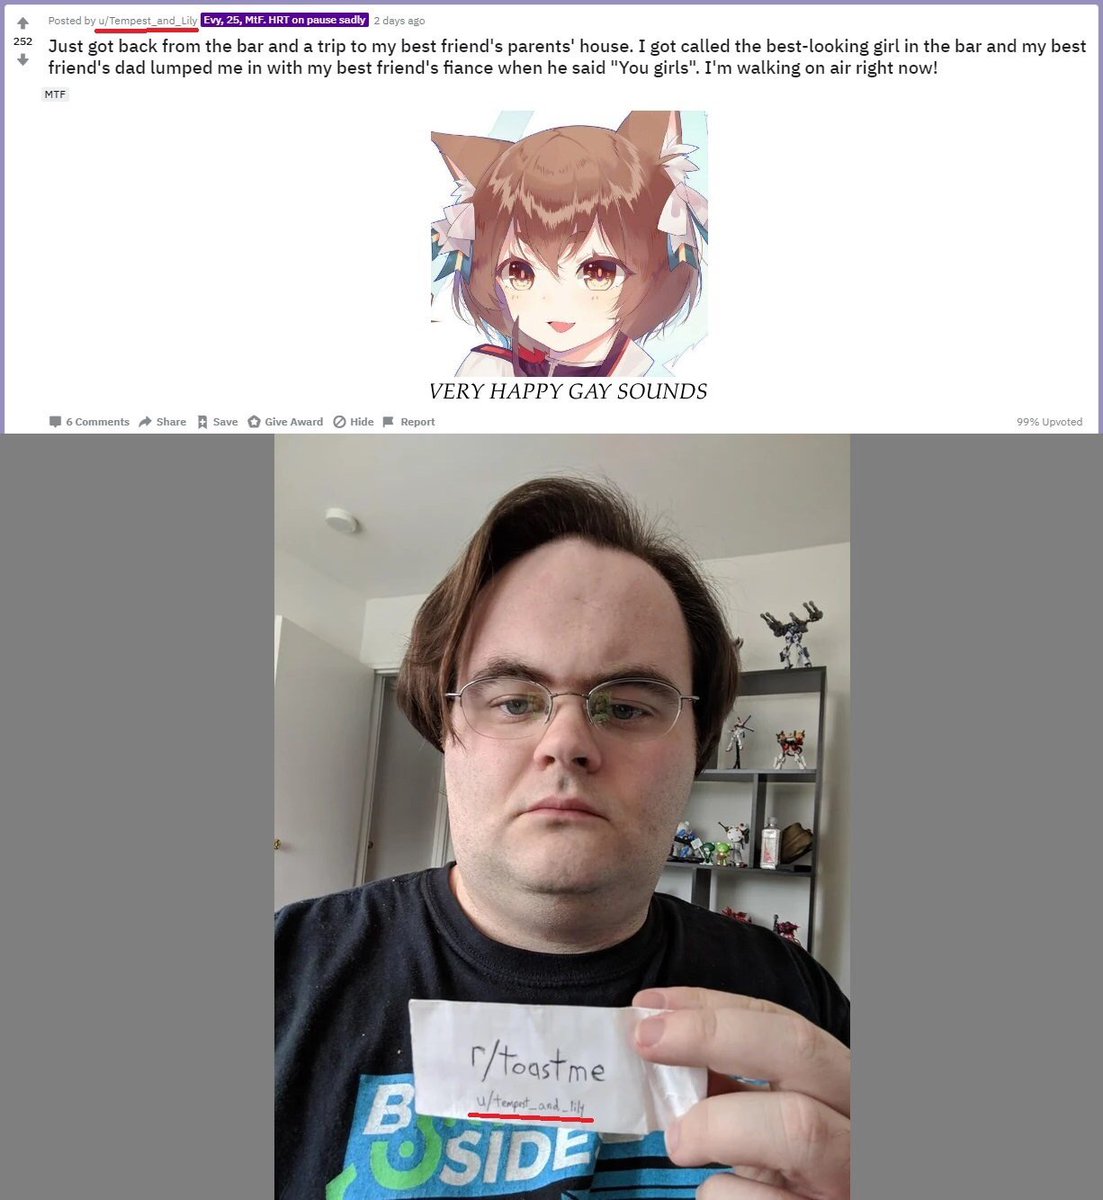 Posted by u/Tempest_and_Lily Evy, 25, MtF. HRT on pause sadly 2 days ago
252
Just got back from the bar and a trip to my best friend's parents' house. I got called the best-looking girl in the bar and my best
friend's dad lumped me in with my best friend's fiance when he said "You girls". I'm walking on air right now!
MTF
VERY HAPPY GAY SOUNDS
6 Comments Share Save Give Award Hide Report 99% Upvoted
r/toastme
u/tempest_and_lily
B
SIDE